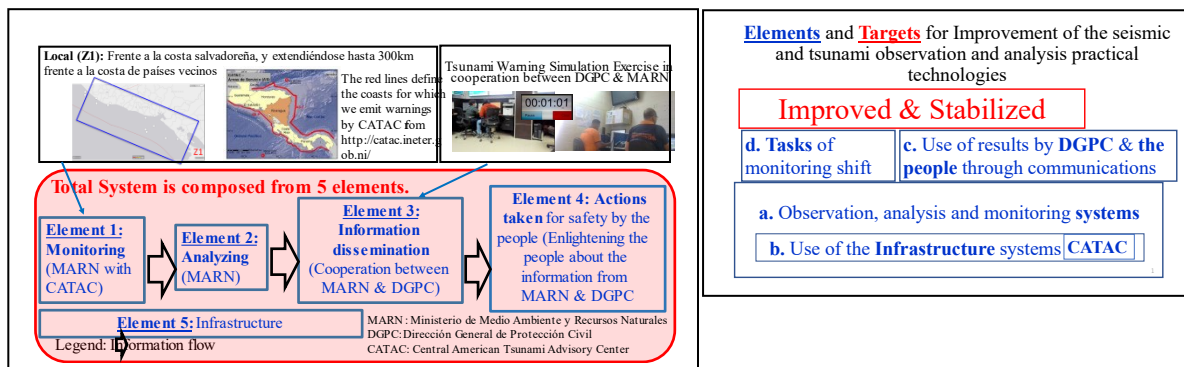 Local (Z1): Frente a la costa salvadoreña, y extendiéndose hasta 300km
frente a la costa de países vecinos
Z1
The red lines define
the coasts for which
we emit warnings
by CATAC fom
http://catac.ineter.g
ob.ni/
Tsunami Warning Simulation Exercise in
cooperation between DGPC & MARN
00:01:01
Total System is composed from 5 elements.
Element 1:
Monitoring
(MARN with
CATAC)
Element 2:
Analyzing
(MARN)
Element 3:
Information
dissemination
(Cooperation between
MARN & DGPC)
Element 4: Actions
taken for safety by the
people (Enlightening the
people about the
information from
MARN & DGPC
Element 5: Infrastructure
Legend: Information flow
MARN : Ministerio de Medio Ambiente y Recursos Naturales
DGPC: Dirección General de Protección Civil
CATAC: Central American Tsunami Advisory Center
Elements and Targets for Improvement of the seismic
and tsunami observation and analysis practical
technologies
Improved & Stabilized
d. Tasks of
monitoring shift
c. Use of results by DGPC & the
people through communications
a. Observation, analysis and monitoring systems
b. Use of the Infrastructure systems CATAC
1